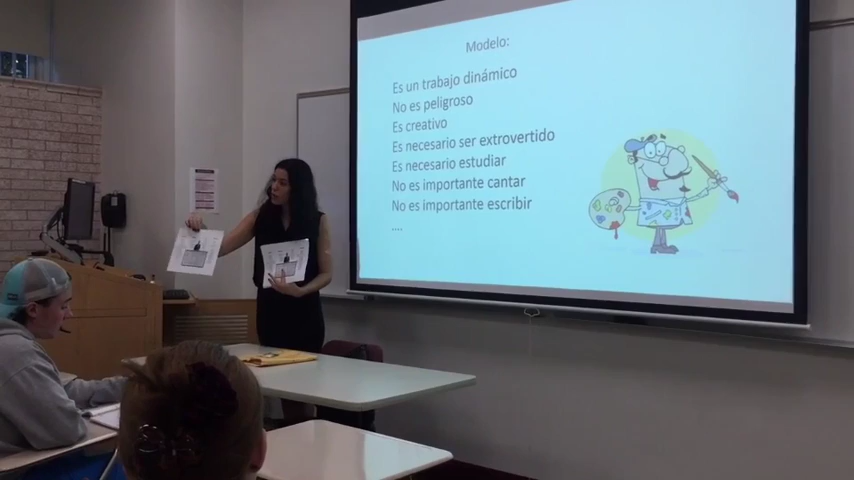 Modelo:
Es un trabajo dinámico
No es peligroso
Es creativo
Es necesario ser extrovertido
Es necesario estudiar
No es importante cantar
No es importante escribir
....